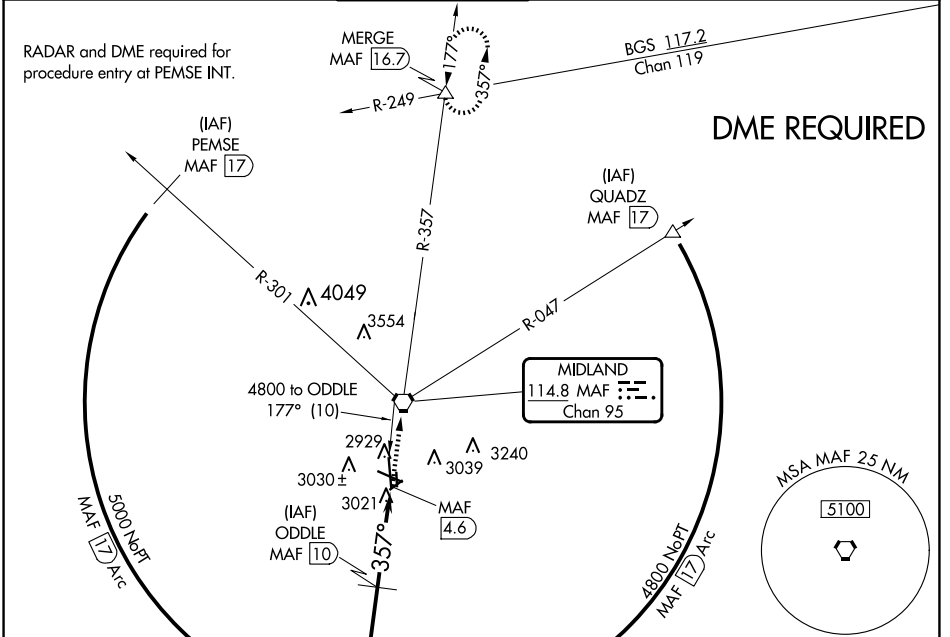 RADAR and DME required for
procedure entry at PEMSE INT.
MERGE
MAF 16.7
177°
357°
R-249
BGS 117.2
Chan 119
DME REQUIRED
(IAF)
PEMSE
MAF 17
(IAF)
QUADZ
MAF 17
R-357
R-301
R-047
4049
3554
4800 to ODDLE
177° (10)
MIDLAND
114.8 MAF
Chan 95
2929
3030 ±
3021
3039
3240
MAF
4.6
(IAF)
ODDLE
MAF 10
357°
5000 NoPT
MAF 17 Arc
4800 NoPT
MAF 17 Arc
MSA MAF 25 NM
5100